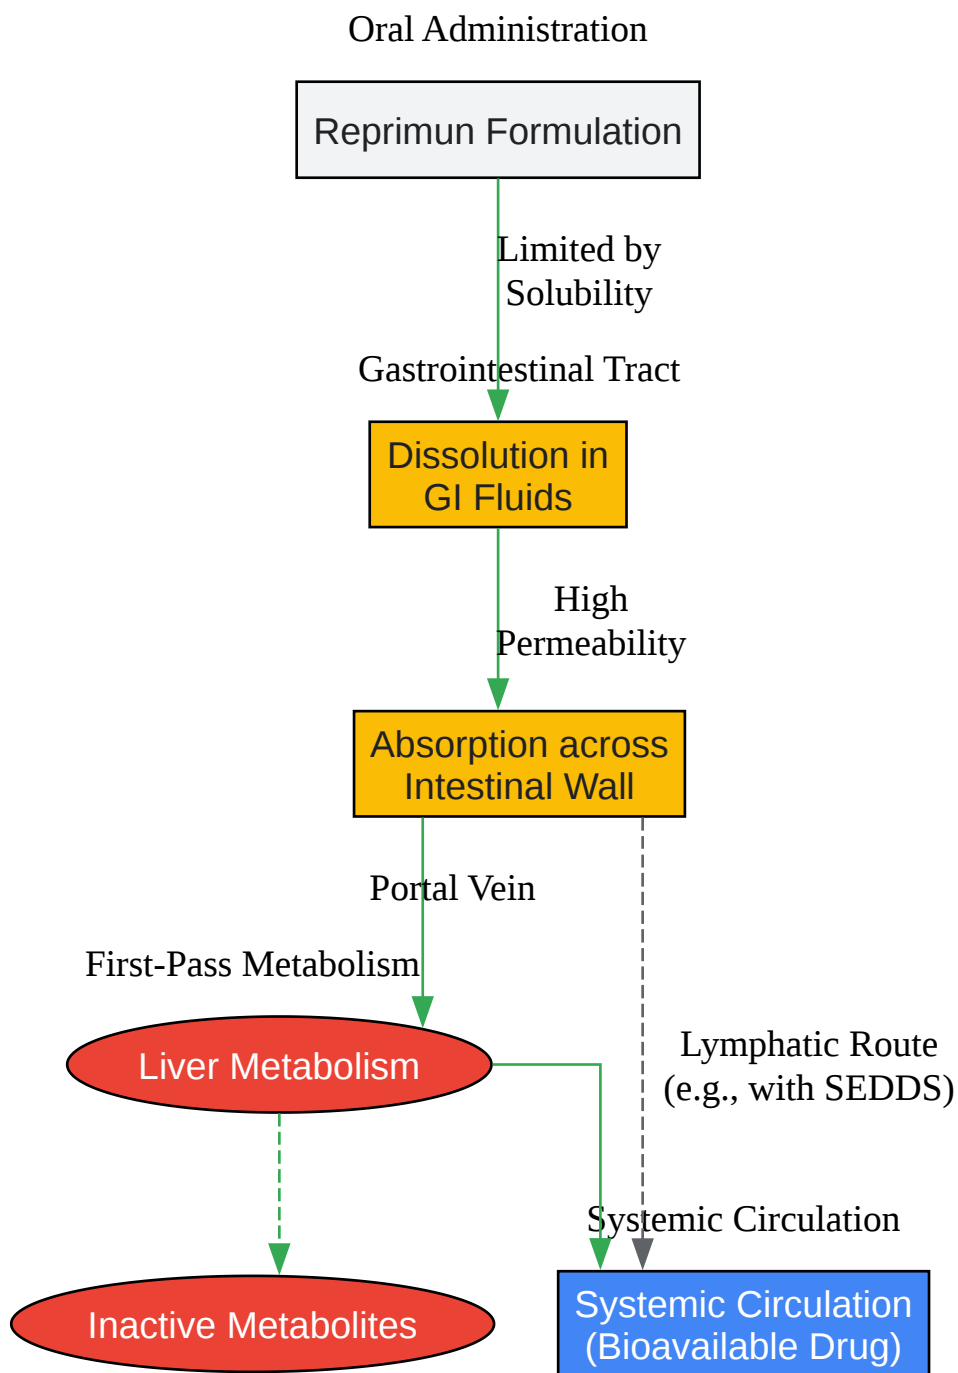 Oral Administration
Reprimun Formulation
Limited by
Solubility
Gastrointestinal Tract
Dissolution in
GI Fluids
High
Permeability
Absorption across
Intestinal Wall
Portal Vein
First-Pass Metabolism
Liver Metabolism
Lymphatic Route
(e.g., with SEDDS)
Systemic Circulation
Inactive Metabolites
Systemic Circulation
(Bioavailable Drug)